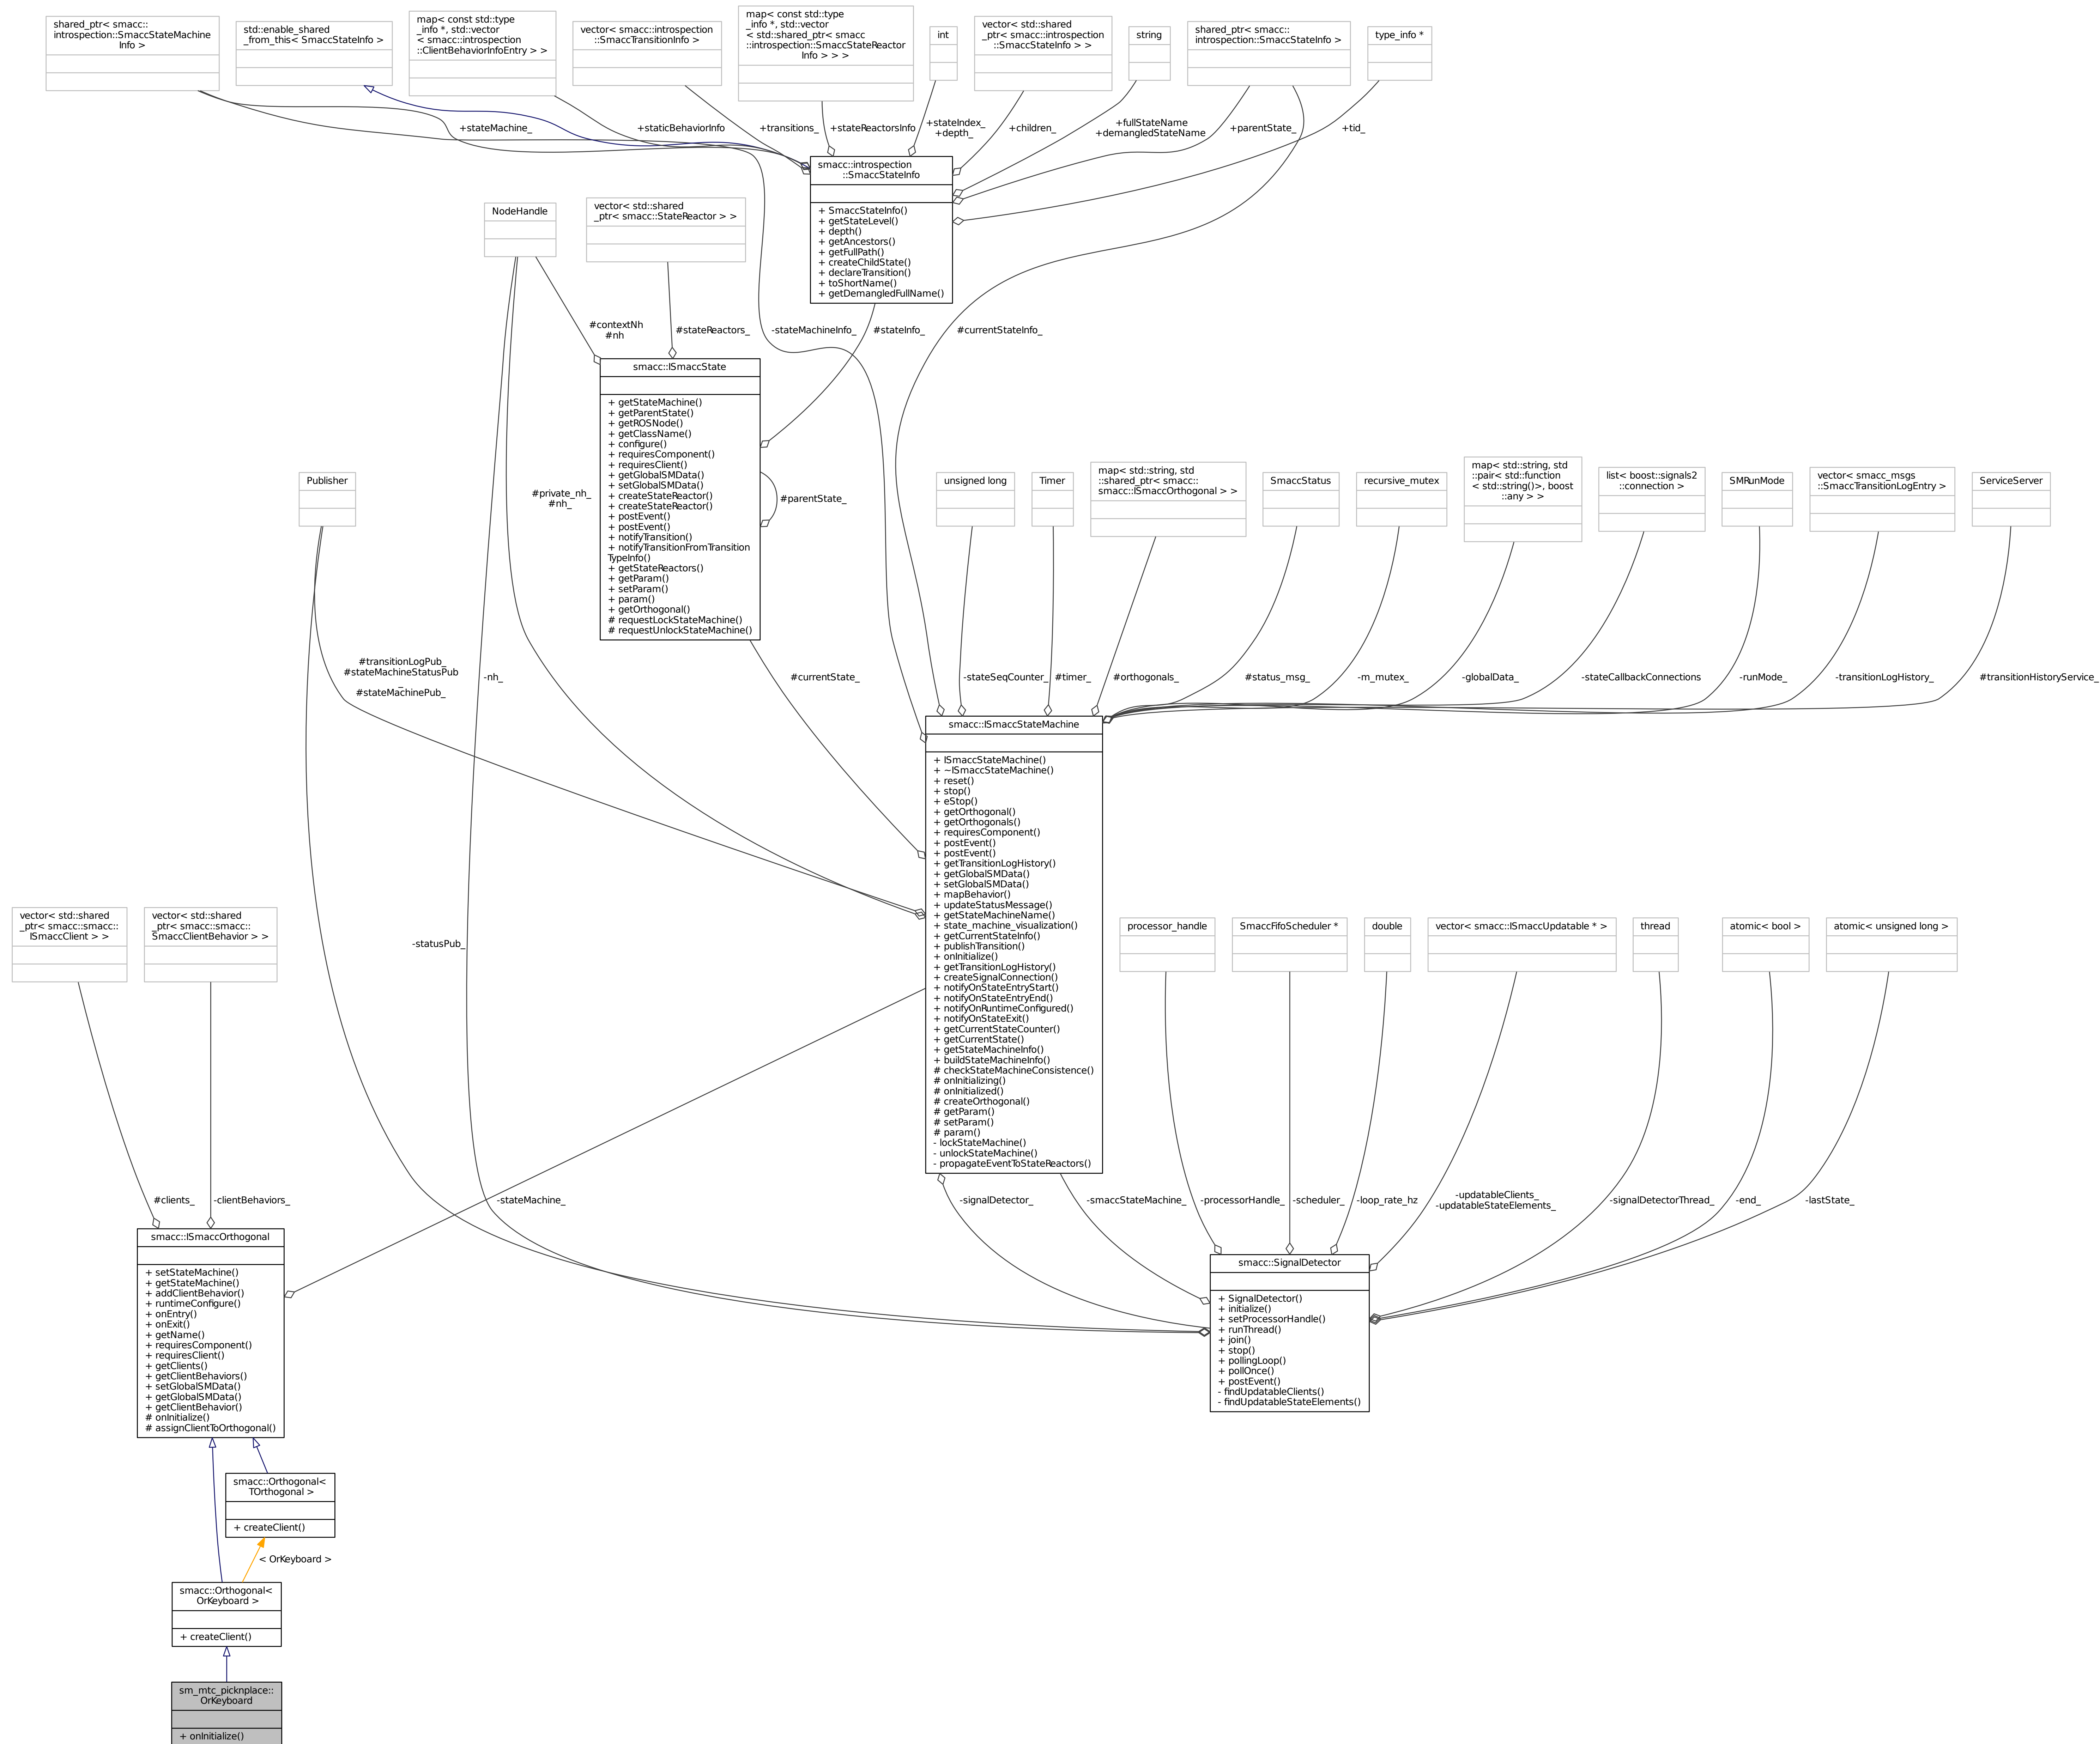 shared_ptr< smacc::
introspection::SmaccStateMachine
Info >
std::enable_shared
_from_this< SmaccStateInfo >
map< const std::type
_info *, std::vector
< smacc::introspection
::ClientBehaviorInfoEntry > >
vector< smacc::introspection
::SmaccTransitionInfo >
map< const std::type
_info *, std::vector
< std::shared_ptr< smacc
::introspection::SmaccStateReactor
Info > > >
int
vector< std::shared
_ptr< smacc::introspection
::SmaccStateInfo > >
string
shared_ptr< smacc::
introspection::SmaccStateInfo >
type_info *
+stateMachine_
+staticBehaviorInfo
+transitions_
+stateReactorsInfo
+stateIndex_
+depth_
+children_
+fullStateName
+demangledStateName
+parentState_
+tid_
smacc::introspection
::SmaccStateInfo
+ SmaccStateInfo()
+ getStateLevel()
+ depth()
+ getAncestors()
+ getFullPath()
+ createChildState()
+ declareTransition()
+ toShortName()
+ getDemangledFullName()
NodeHandle
vector< std::shared
_ptr< smacc::StateReactor > >
#contextNh
#nh
#stateReactors_
-stateMachineInfo_
#stateInfo_
#currentStateInfo_
smacc::ISmaccState
+ getStateMachine()
+ getParentState()
+ getROSNode()
+ getClassName()
+ configure()
+ requiresComponent()
+ requiresClient()
+ getGlobalSMData()
+ setGlobalSMData()
+ createStateReactor()
+ createStateReactor()
+ postEvent()
+ postEvent()
+ notifyTransition()
+ notifyTransitionFromTransition
TypeInfo()
+ getStateReactors()
+ getParam()
+ setParam()
+ param()
+ getOrthogonal()
# requestLockStateMachine()
# requestUnlockStateMachine()
#parentState_
#private_nh_
#nh_
Publisher
unsigned long
Timer
map< std::string, std
::shared_ptr< smacc::
smacc::ISmaccOrthogonal > >
SmaccStatus
recursive_mutex
map< std::string, std
::pair< std::function
< std::string()>, boost
::any > >
list< boost::signals2
::connection >
SMRunMode
vector< smacc_msgs
::SmaccTransitionLogEntry >
ServiceServer
#transitionLogPub_
#stateMachineStatusPub
_
#stateMachinePub_
-nh_
#currentState_
-stateSeqCounter_
#timer_
#orthogonals_
#status_msg_
-m_mutex_
-globalData_
-stateCallbackConnections
-runMode_
-transitionLogHistory_
#transitionHistoryService_
smacc::ISmaccStateMachine
+ ISmaccStateMachine()
+ ~ISmaccStateMachine()
+ reset()
+ stop()
+ eStop()
+ getOrthogonal()
+ getOrthogonals()
+ requiresComponent()
+ postEvent()
+ postEvent()
+ getTransitionLogHistory()
+ getGlobalSMData()
+ setGlobalSMData()
+ mapBehavior()
+ updateStatusMessage()
+ getStateMachineName()
+ state_machine_visualization()
+ getCurrentStateInfo()
+ publishTransition()
+ onInitialize()
+ getTransitionLogHistory()
+ createSignalConnection()
+ notifyOnStateEntryStart()
+ notifyOnStateEntryEnd()
+ notifyOnRuntimeConfigured()
+ notifyOnStateExit()
+ getCurrentStateCounter()
+ getCurrentState()
+ getStateMachineInfo()
+ buildStateMachineInfo()
# checkStateMachineConsistence()
# onInitializing()
# onInitialized()
# createOrthogonal()
# getParam()
# setParam()
# param()
- lockStateMachine()
- unlockStateMachine()
- propagateEventToStateReactors()
vector< std::shared
_ptr< smacc::smacc::
ISmaccClient > >
vector< std::shared
_ptr< smacc::smacc::
SmaccClientBehavior > >
-statusPub_
processor_handle
SmaccFifoScheduler *
double
vector< smacc::ISmaccUpdatable * >
thread
atomic< bool >
atomic< unsigned long >
#clients_
-clientBehaviors_
-stateMachine_
-signalDetector_
-smaccStateMachine_
-processorHandle_
-scheduler_
-loop_rate_hz
-updatableClients_
-updatableStateElements_
-signalDetectorThread_
-end_
-lastState_
smacc::ISmaccOrthogonal
+ setStateMachine()
+ getStateMachine()
+ addClientBehavior()
+ runtimeConfigure()
+ onEntry()
+ onExit()
+ getName()
+ requiresComponent()
+ requiresClient()
+ getClients()
+ getClientBehaviors()
+ setGlobalSMData()
+ getGlobalSMData()
+ getClientBehavior()
# onInitialize()
# assignClientToOrthogonal()
smacc::SignalDetector
+ SignalDetector()
+ initialize()
+ setProcessorHandle()
+ runThread()
+ join()
+ stop()
+ pollingLoop()
+ pollOnce()
+ postEvent()
- findUpdatableClients()
- findUpdatableStateElements()
smacc::Orthogonal<
TOrthogonal >
+ createClient()
< OrKeyboard >
smacc::Orthogonal<
OrKeyboard >
+ createClient()
sm_mtc_picknplace::
OrKeyboard
+ onInitialize()